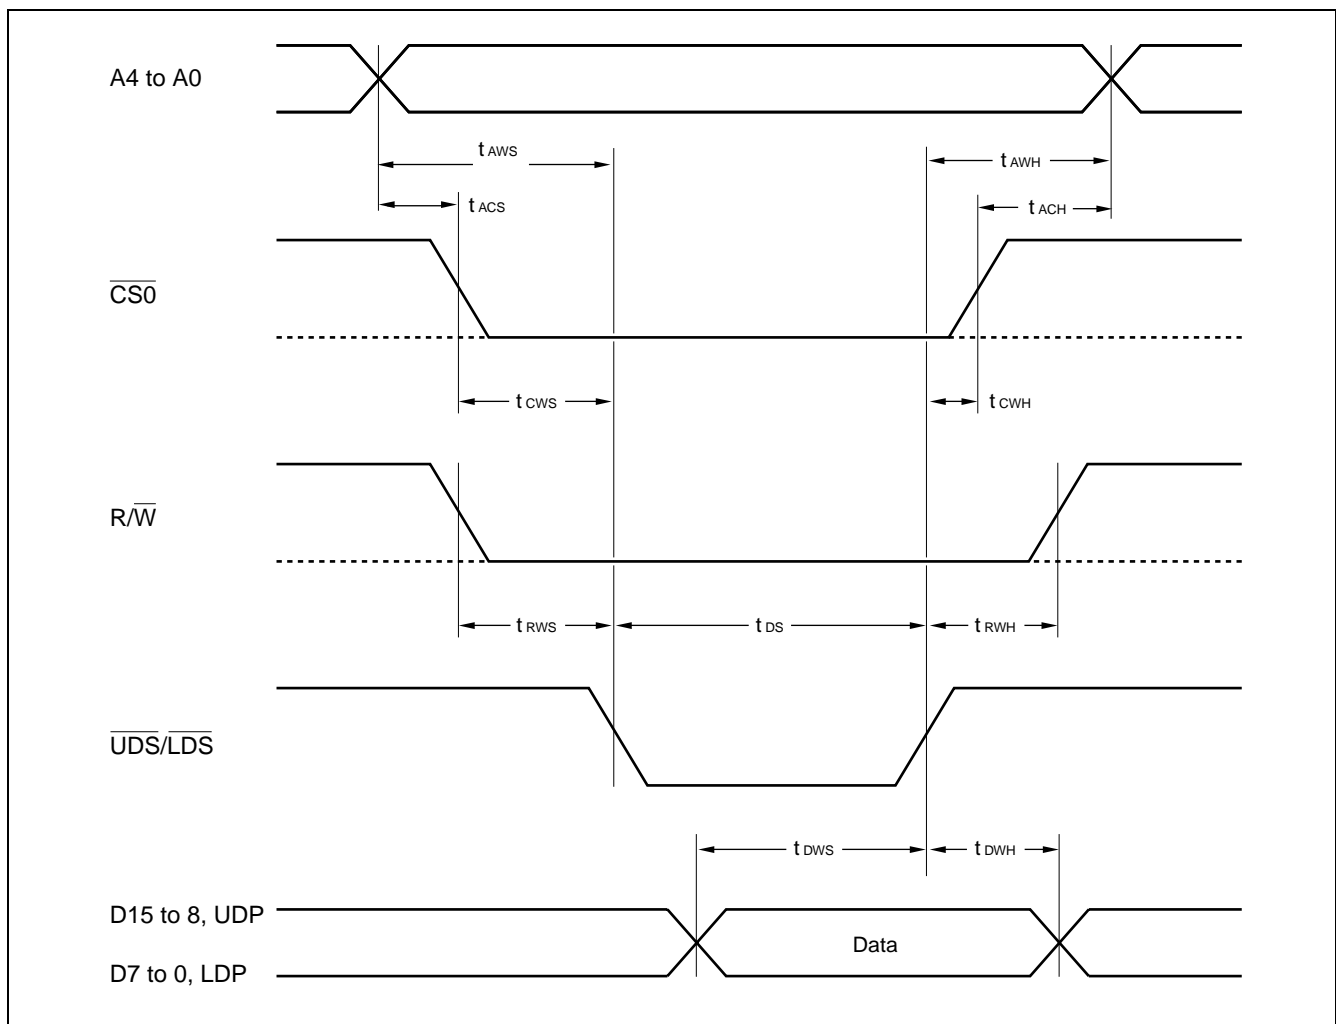 A4 to A0
t AWS
t AWH
t ACS
t ACH
CS0
t CWS
t CWH
R/W
t RWS
t DS
t RWH
UDS/LDS
t DWS
t DWH
D15 to 8, UDP
Data
D7 to 0, LDP